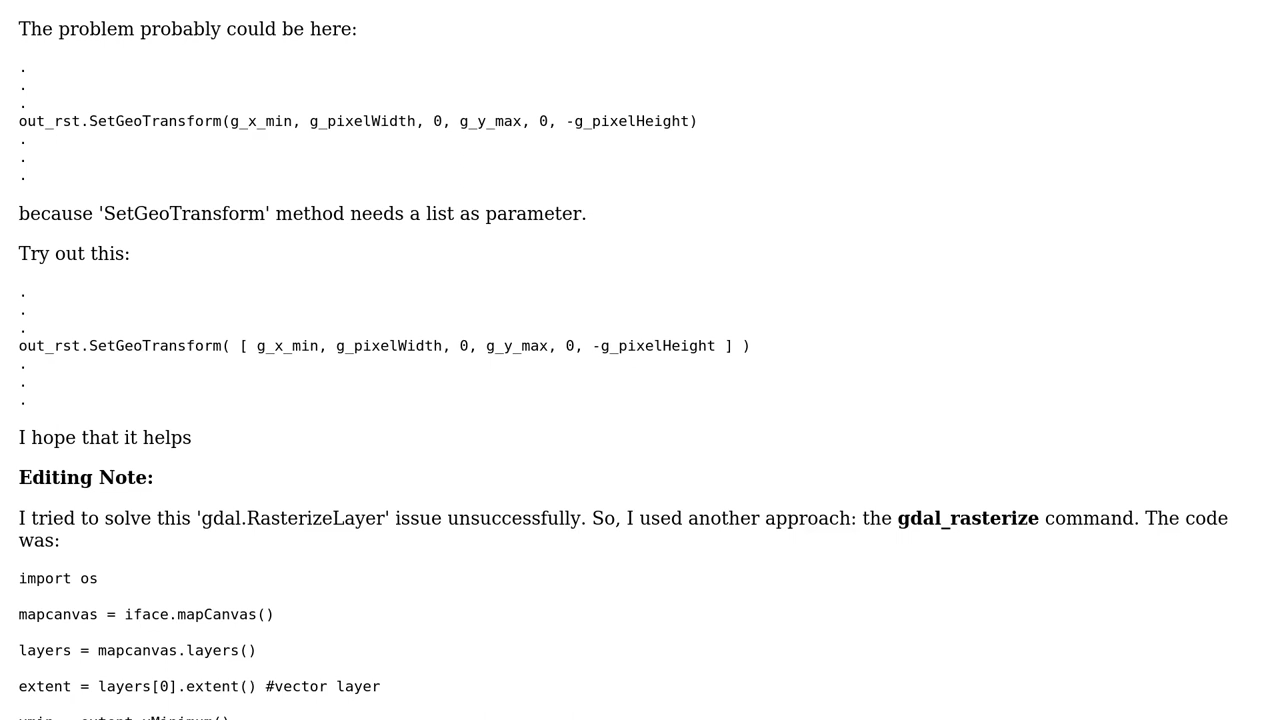 The problem probably could be here:
.
.
.
out_rst.SetGeoTransform(g_x_min, g_pixelWidth, 0, g_y_max, 0, -g_pixelHeight)
.
.
.
because 'SetGeoTransform' method needs a list as parameter.
Try out this:
.
.
.
out_rst.SetGeoTransform( [ g_x_min, g_pixelWidth, 0, g_y_max, 0, -g_pixelHeight ] )
.
.
.
I hope that it helps
Editing Note:
I tried to solve this 'gdal.RasterizeLayer' issue unsuccessfully. So, I used another approach: the gdal_rasterize command. The code
was:
import os
mapcanvas = iface.mapCanvas()
layers = mapcanvas.layers()
extent = layers[0].extent() #vector layer